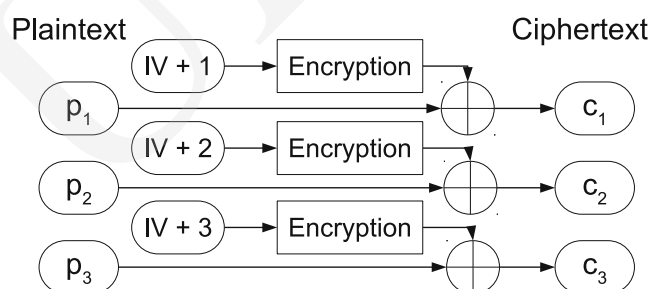 Plaintext Ciphertext
IV + 1 Encryption
p1 c1
IV + 2 Encryption
p2 c2
IV + 3 Encryption
p3 c3